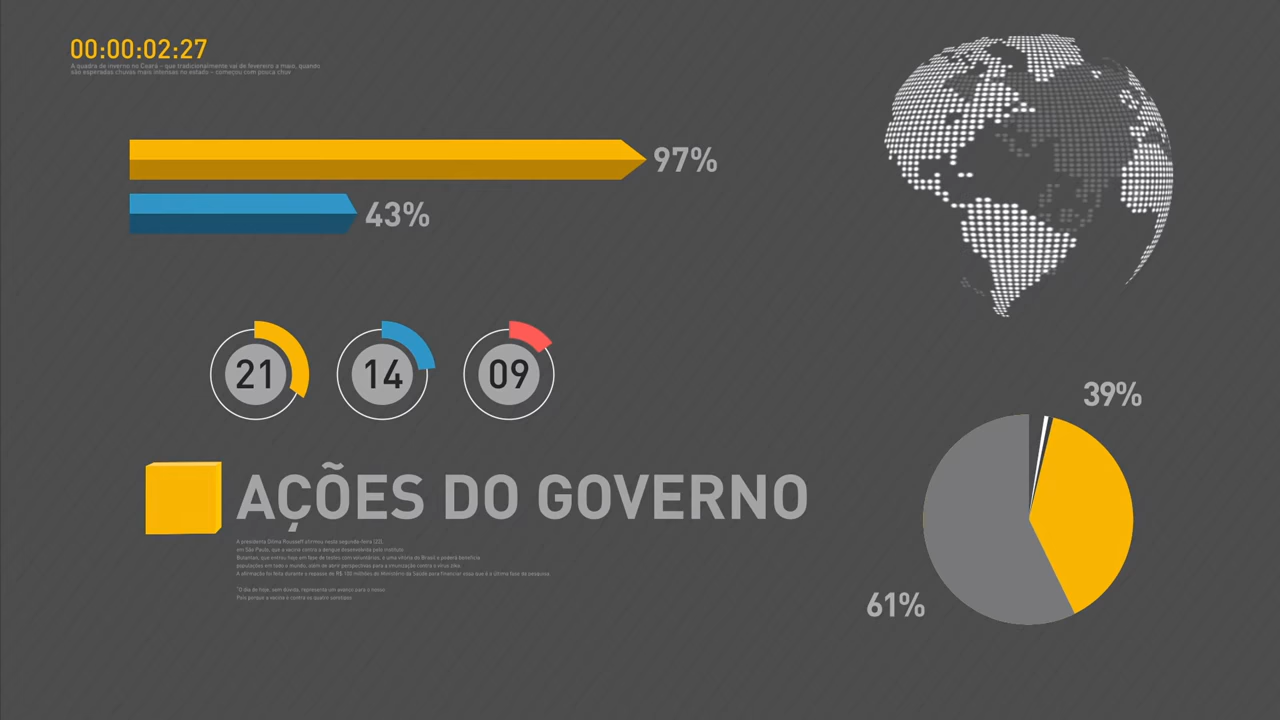 00:00:02:27
A quadra de inverno no Ceará – que tradicionalmente vai de fevereiro a maio, quando
são esperadas chuvas mais intensas no estado – começou com pouca chuv
97%
43%
21
14
09
39%
61%
AÇÕES DO GOVERNO
A presidenta Dilma Rousseff afirmou nesta segunda-feira (22),
em São Paulo, que a vacina contra a dengue desenvolvida pelo Instituto
Butantan, que entrou hoje em fase de testes com voluntários, é uma vitória do Brasil e poderá beneficia
populações em todo o mundo, além de abrir perspectivas para a imunização contra o vírus zika.
A afirmação foi feita durante o repasse de R$ 100 milhões do Ministério da Saúde para financiar essa que é a última fase de pesquisa.
"O dia de hoje, sem dúvida, representa um avanço para o nosso
País porque a vacina é contra os quatro sorotipos